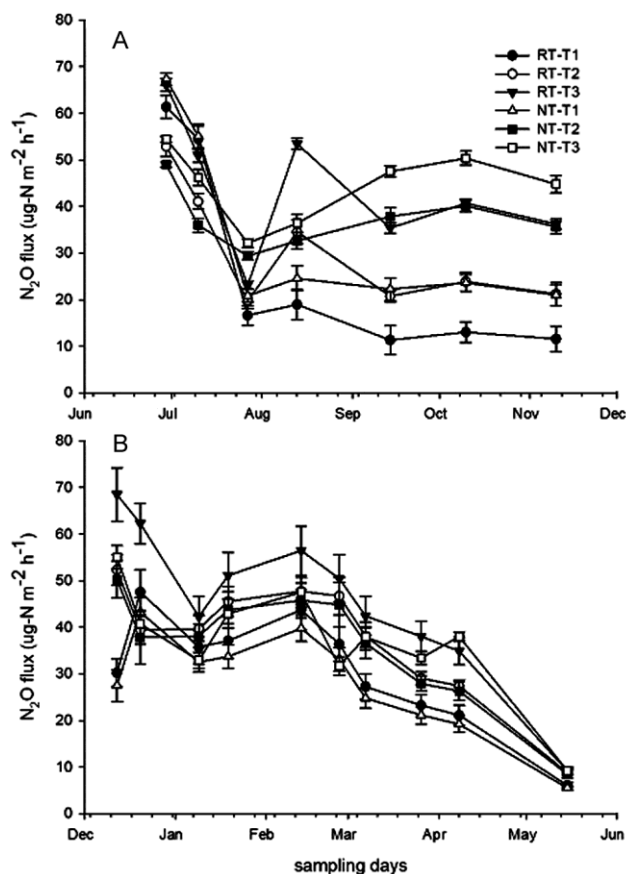 A
80
70
60
50
40
30
20
10
0
N₂O flux (ug-N m⁻² h⁻¹)
RT-T1
RT-T2
RT-T3
NT-T1
NT-T2
NT-T3
Jun Jul Aug Sep Oct Nov Dec
B
80
70
60
50
40
30
20
10
0
N₂O flux (ug-N m⁻² h⁻¹)
Dec Jan Feb Mar Apr May Jun
sampling days